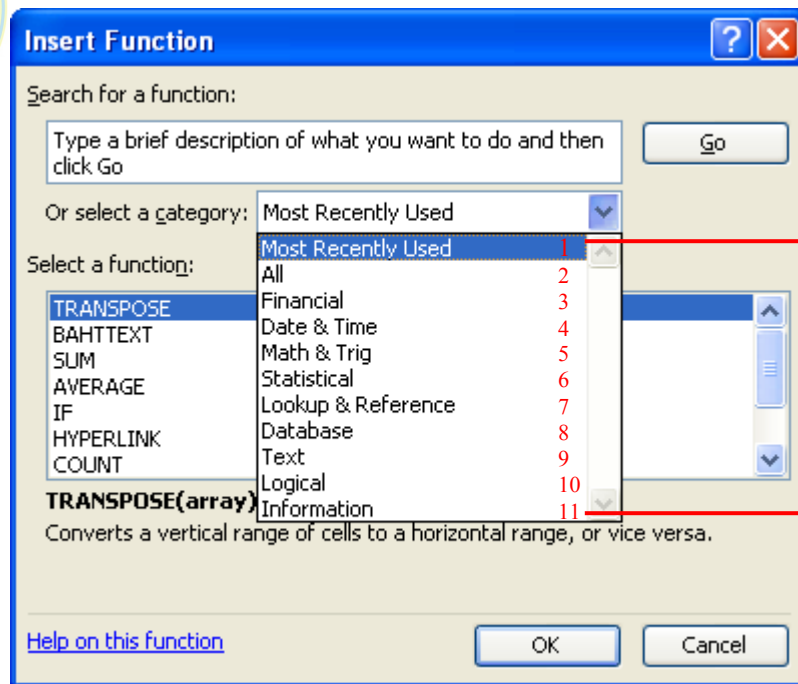 Insert Function
Search for a function:
Type a brief description of what you want to do and then
click Go
Go
Or select a category: Most Recently Used
Most Recently Used 1
All 2
Financial 3
Date & Time 4
Math & Trig 5
Statistical 6
Lookup & Reference 7
Database 8
Text 9
Logical 10
Information 11
Select a function:
TRANSPOSE
BAHTTEXT
SUM
AVERAGE
IF
HYPERLINK
COUNT
TRANSPOSE(array)
Converts a vertical range of cells to a horizontal range, or vice versa.
Help on this function
OK
Cancel